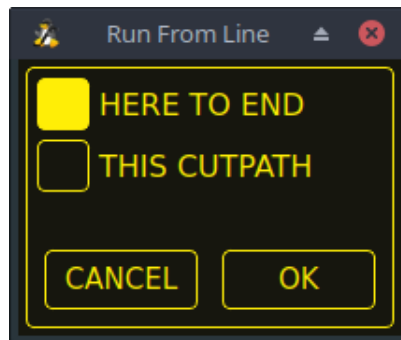 Run From Line
HERE TO END
THIS CUTPATH
CANCEL OK